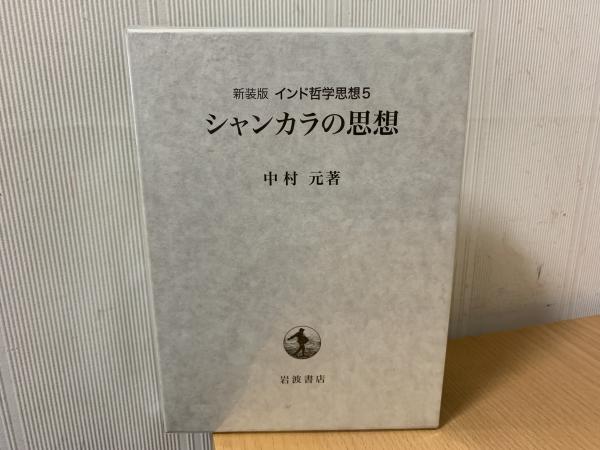 新装版 インド哲学思想5
シャンカラの思想
中村 元著
岩波書店